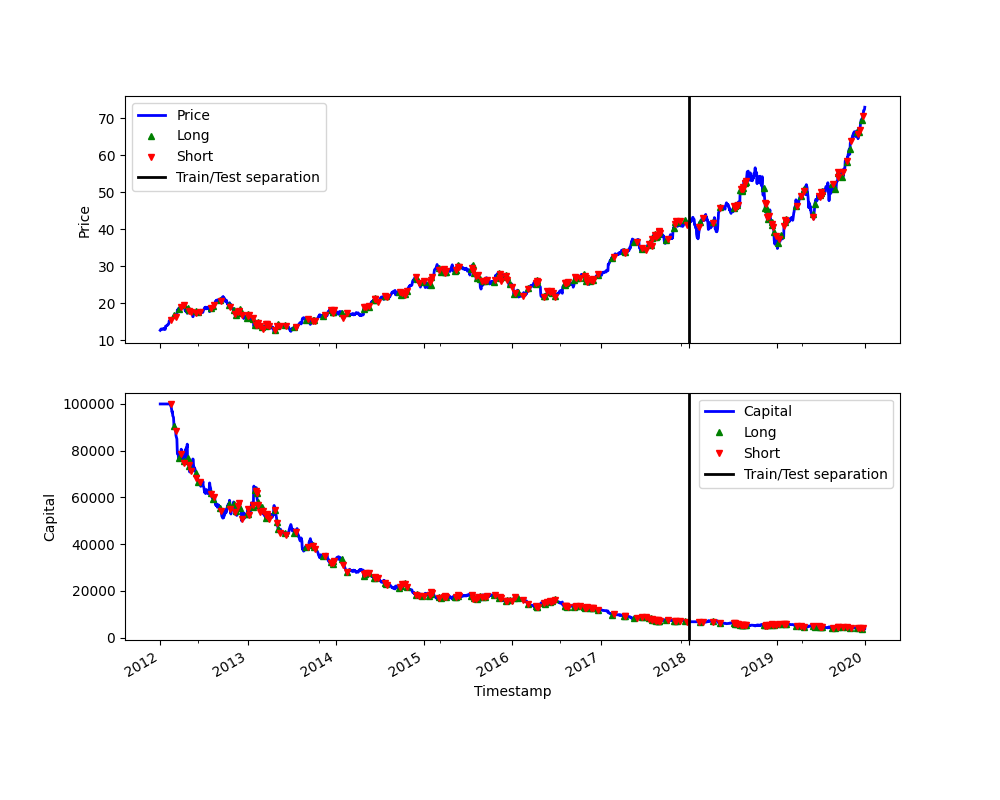 Price
Long
Short
Train/Test separation
70
60
50
40
30
20
10
Price
Capital
Long
Short
Train/Test separation
100000
80000
60000
40000
20000
0
Capital
2012
2013
2014
2015
2016
2017
2018
2019
2020
Timestamp